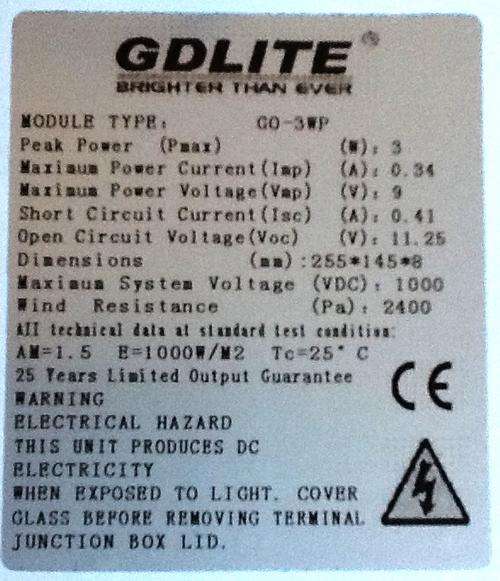 GDLITE®
BRIGHTER THAN EVER
MODULE TYPE: GO-3WP
Peak Power (Pmax) (W): 3
Maximum Power Current(Imp) (A): 0.34
Maximum Power Voltage(Vmp) (V): 9
Short Circuit Current(Isc) (A): 0.41
Open Circuit Voltage(Voc) (V): 11.25
Dimensions (mm):255*145*8
Maximum System Voltage (VDC): 1000
Wind Resistance (Pa): 2400
All technical data at standard test condition:
AM=1.5 E=1000W/M2 Tc=25°C
25 Years Limited Output Guarantee
CE
WARNING
ELECTRICAL HAZARD
THIS UNIT PRODUCES DC
ELECTRICITY
WHEN EXPOSED TO LIGHT. COVER
GLASS BEFORE REMOVING TERMINAL
JUNCTION BOX LID.